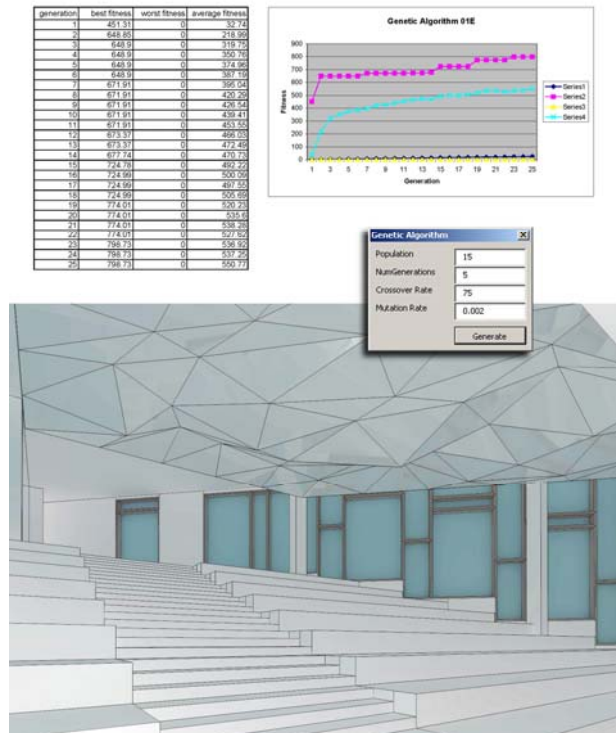 generation best fitness worst fitness average fitness
1 451.31 0 32.74
2 648.85 0 218.99
3 648.9 0 319.75
4 648.9 0 350.76
5 648.9 0 374.96
6 648.9 0 387.19
7 671.91 0 395.04
8 671.91 0 420.29
9 671.91 0 426.54
10 671.91 0 439.41
11 671.91 0 453.55
12 673.37 0 466.03
13 673.37 0 472.49
14 677.74 0 470.73
15 724.78 0 492.22
16 724.99 0 500.09
17 724.99 0 497.55
18 724.99 0 505.69
19 774.01 0 520.23
20 774.01 0 535.6
21 774.01 0 538.28
22 774.01 0 527.62
23 798.73 0 536.92
24 798.73 0 537.25
25 798.73 0 550.77
Genetic Algorithm 01E
900
800
700
600
500
400
300
200
100
0
Fitness
1 3 5 7 9 11 13 15 17 19 21 23 25
Generation
Series1
Series2
Series3
Series4
Genetic Algorithm
Population 15
NumGenerations 5
Crossover Rate 75
Mutation Rate 0.002
Generate